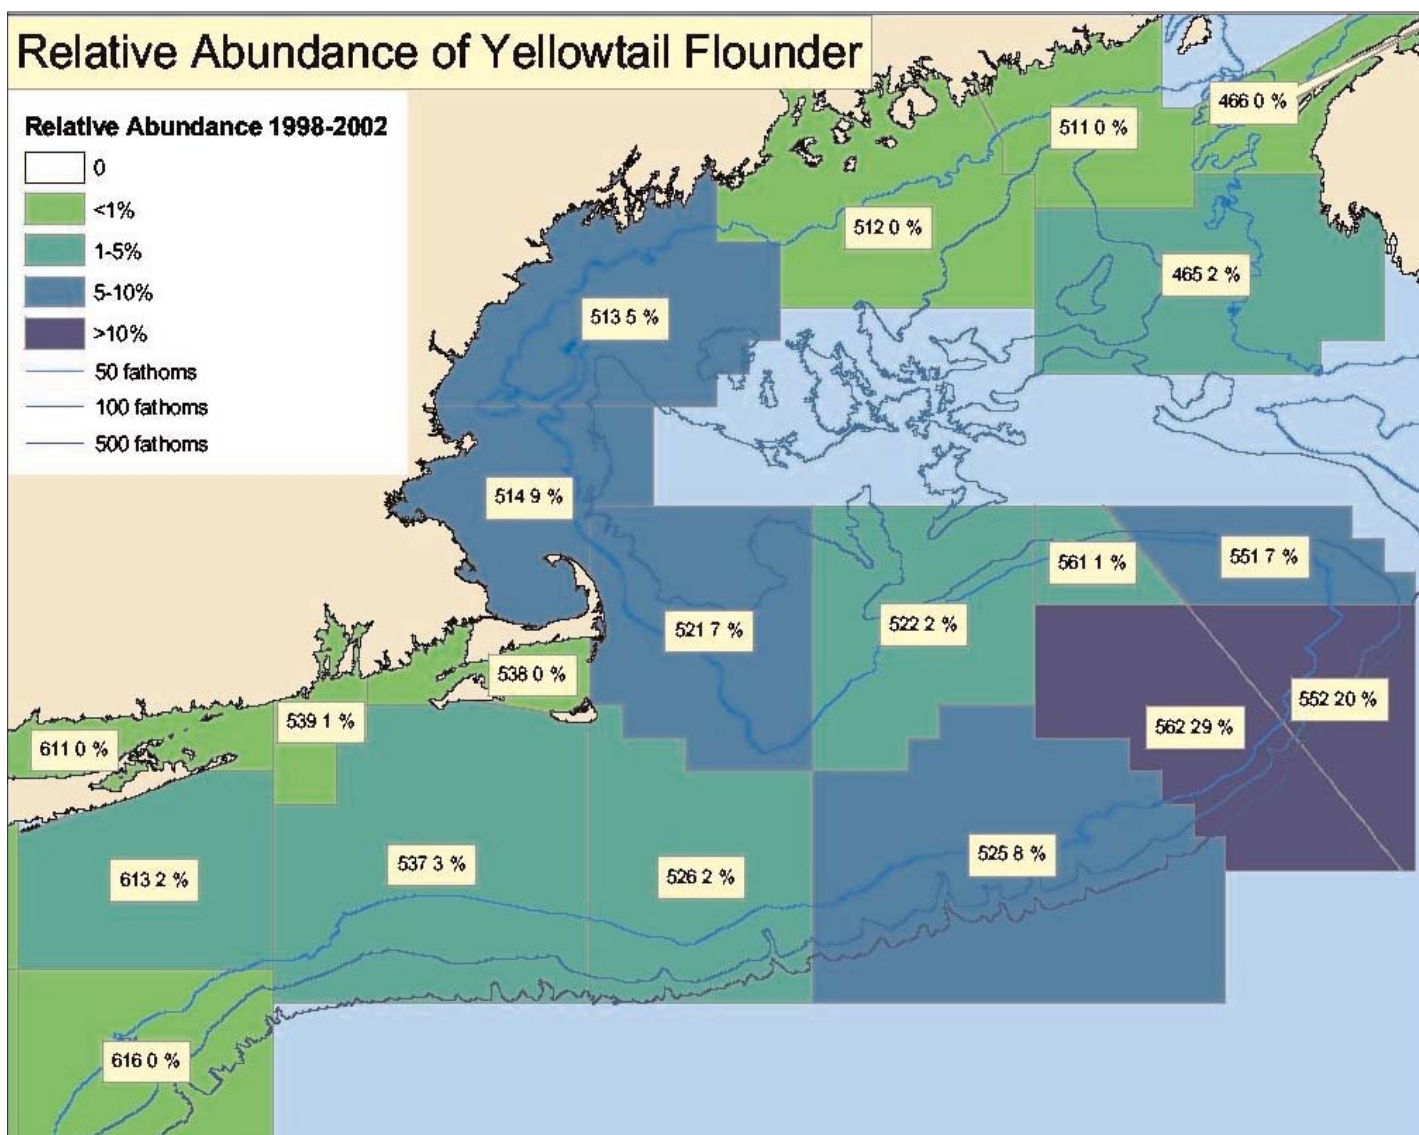 Relative Abundance of Yellowtail Flounder
Relative Abundance 1998-2002
0
<1%
1-5%
5-10%
>10%
50 fathoms
100 fathoms
500 fathoms
466 0 %
511 0 %
512 0 %
465 2 %
513 5 %
514 9 %
561 1 %
551 7 %
521 7 %
522 2 %
538 0 %
552 20 %
539 1 %
562 29 %
611 0 %
525 8 %
537 3 %
526 2 %
613 2 %
616 0 %